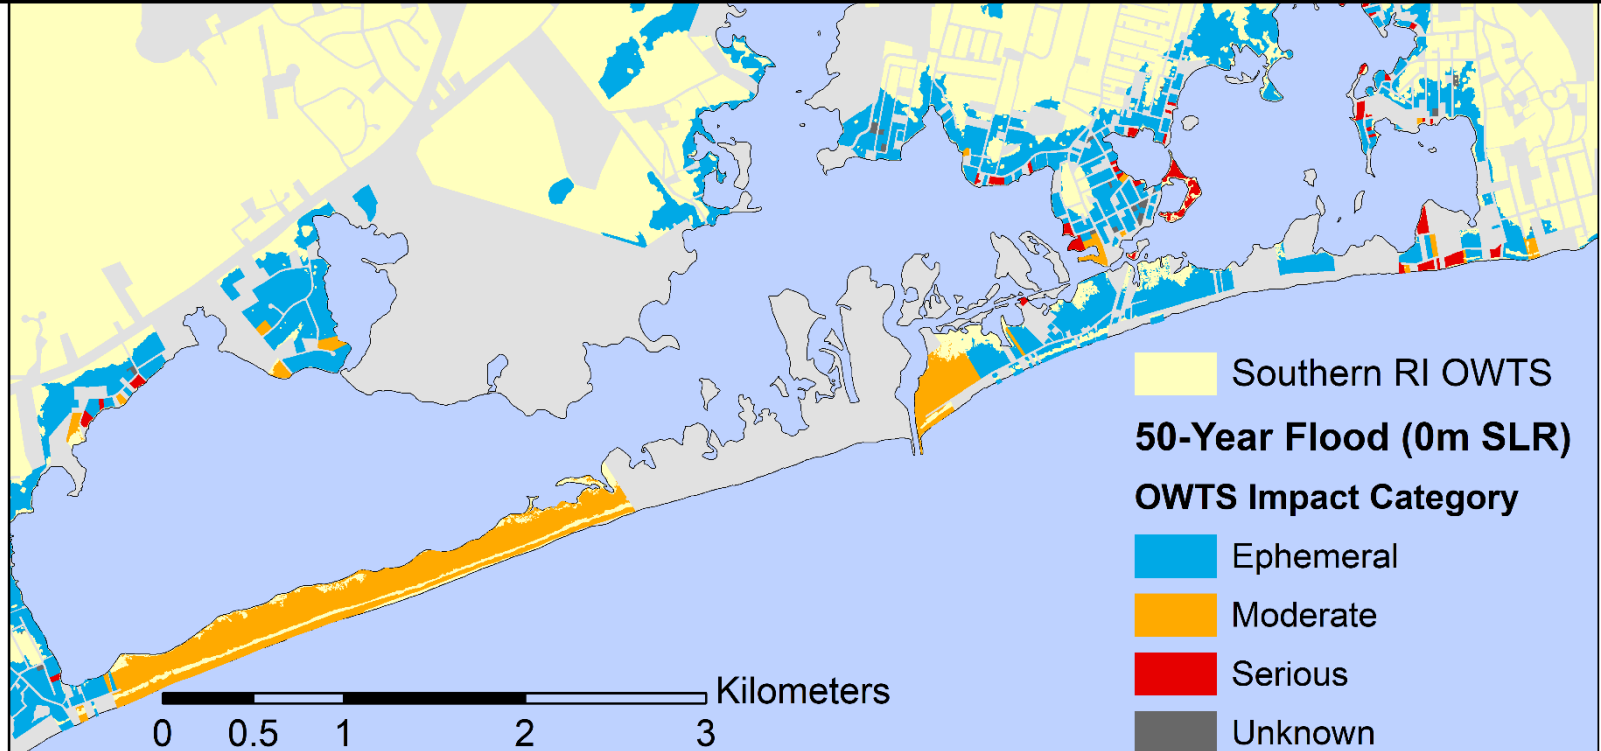 Southern RI OWTS
50-Year Flood (0m SLR)
OWTS Impact Category
Ephemeral
Moderate
Serious
Unknown
Kilometers
0 0.5 1 2 3